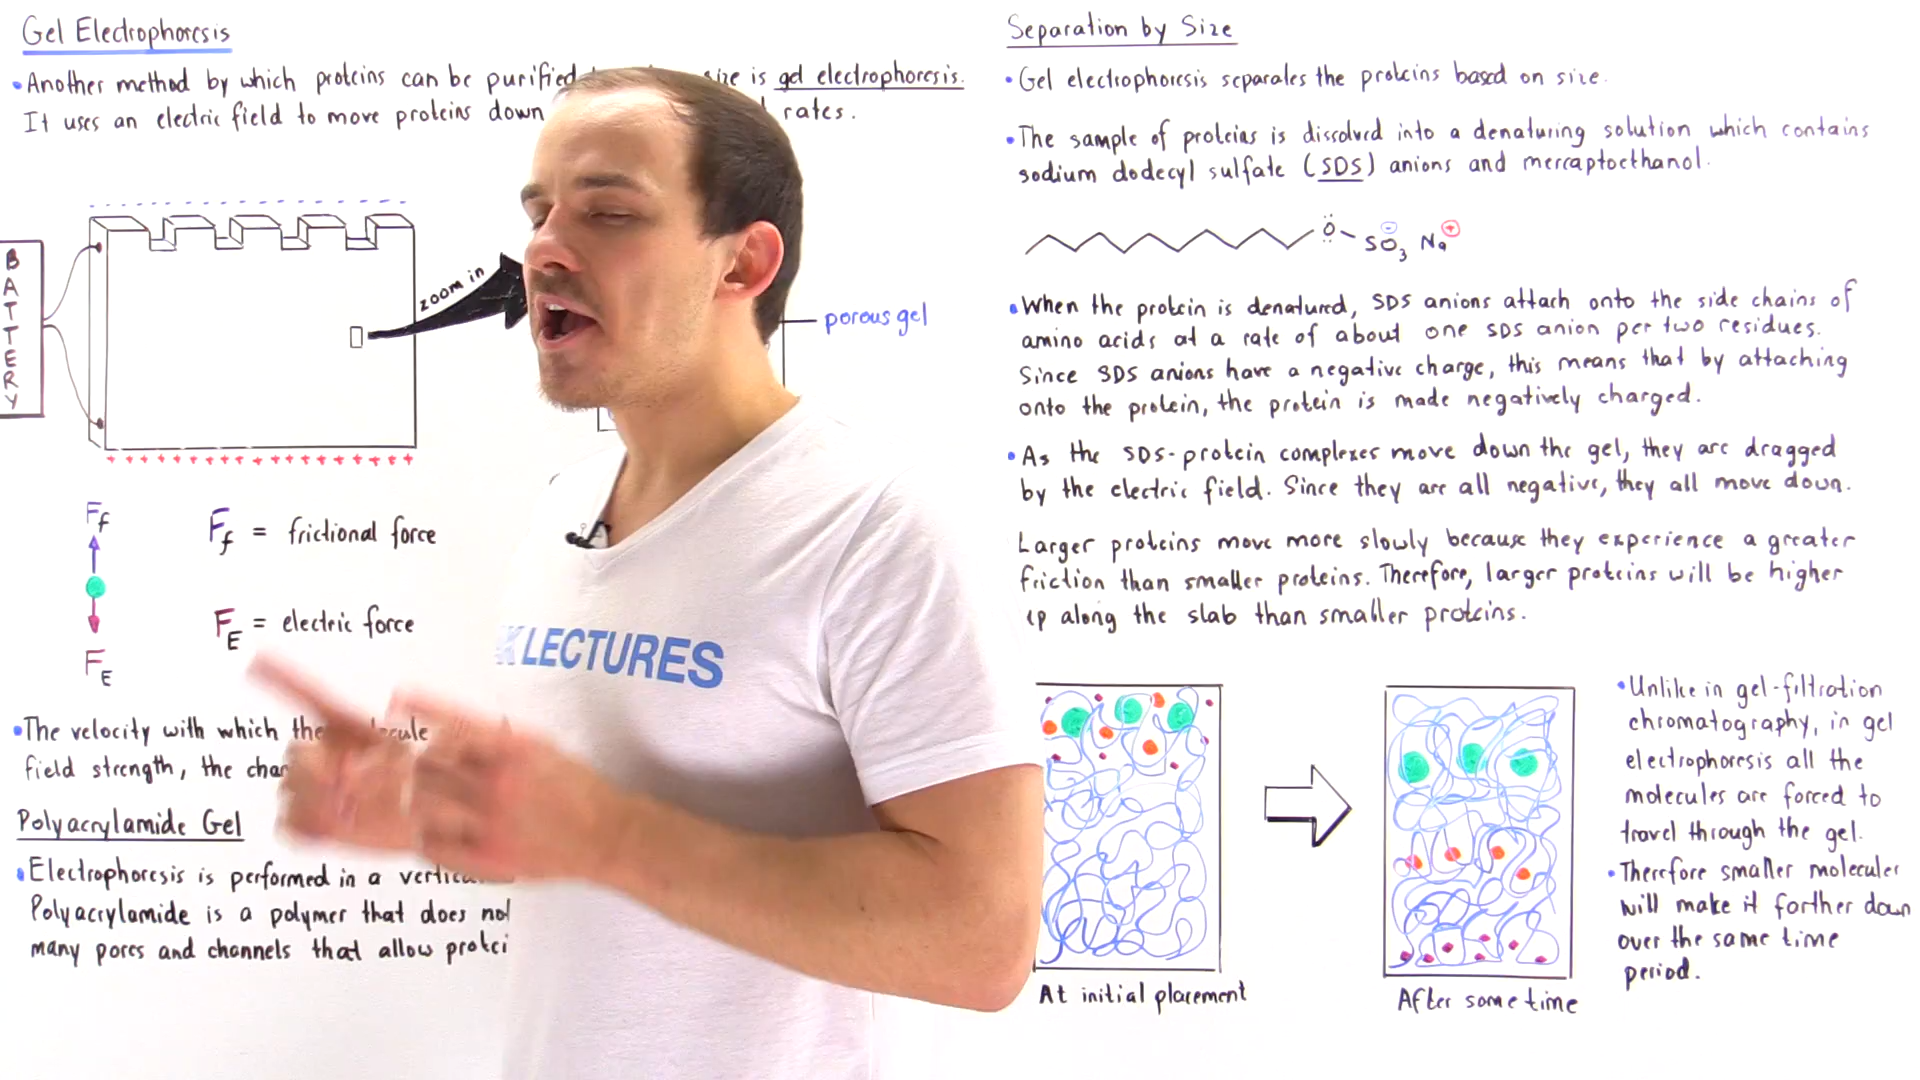 Gel Electrophoresis
•Another method by which proteins can be purified size is gel electrophoresis.
It uses an electric field to move proteins down rates.
BATTERY
zoom in
porous gel
Ff
Ff = frictional force
FE = electric force
FE
•The velocity with which the molecule
field strength, the char
Polyacrylamide Gel
•Electrophoresis is performed in a vertical
Polyacrylamide is a polymer that does not
many pores and channels that allow protei
LECTURES
Separation by Size
•Gel electrophoresis separates the proteins based on size.
•The sample of proteins is dissolved into a denaturing solution which contains
sodium dodecyl sulfate (SDS) anions and mercaptoethanol.
O - SO3 ⊖ Na ⊕
•When the protein is denatured, SDS anions attach onto the side chains of
amino acids at a rate of about one SDS anion per two residues.
Since SDS anions have a negative charge, this means that by attaching
onto the protein, the protein is made negatively charged.
•As the SDS-protein complexes move down the gel, they are dragged
by the electric field. Since they are all negative, they all move down.
Larger proteins move more slowly because they experience a greater
friction than smaller proteins. Therefore, larger proteins will be higher
up along the slab than smaller proteins.
At initial placement
After some time
•Unlike in gel-filtration
chromatography, in gel
electrophoresis all the
molecules are forced to
travel through the gel.
•Therefore smaller molecules
will make it farther down
over the same time
period.